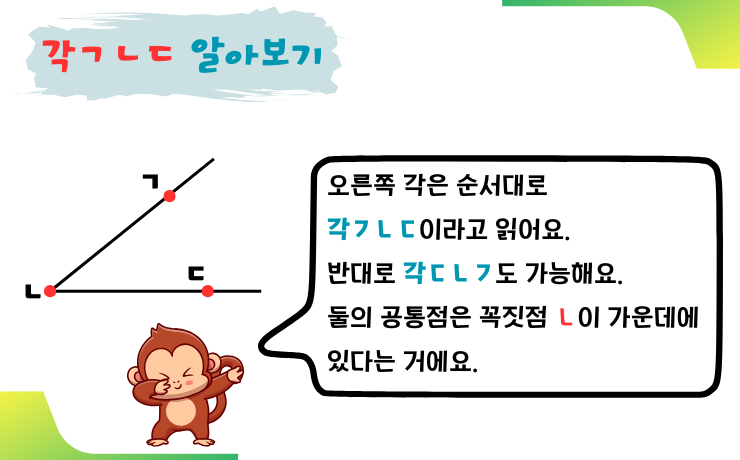 각ㄱㄴㄷ 알아보기
ㄱ
ㄷ
ㄴ
오른쪽 각은 순서대로
각ㄱㄴㄷ이라고 읽어요.
반대로 각ㄷㄴㄱ도 가능해요.
둘의 공통점은 꼭짓점 ㄴ이 가운데에
있다는 거에요.